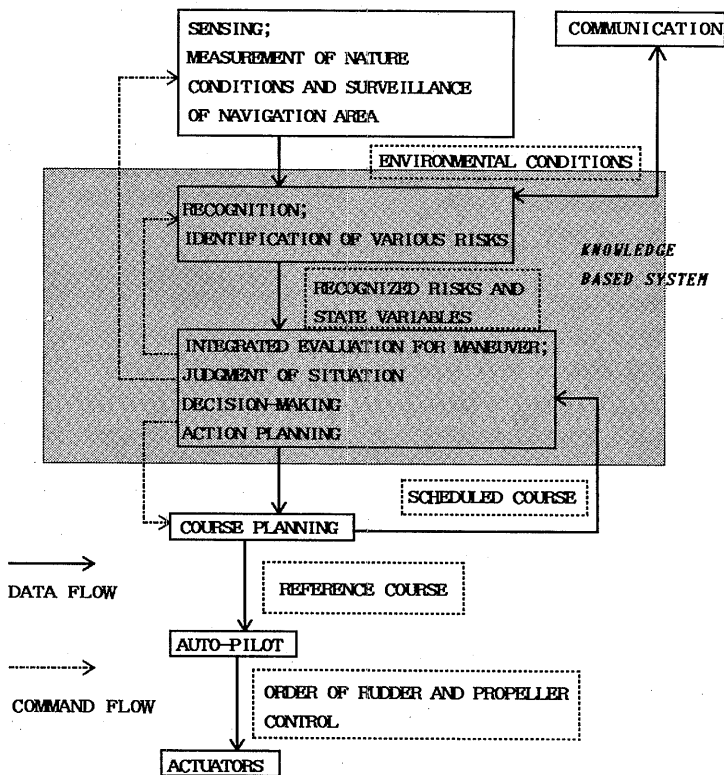 SENSING;
MEASUREMENT OF NATURE
CONDITIONS AND SURVEILLANCE
OF NAVIGATION AREA
COMMUNICATION
ENVIRONMENTAL CONDITIONS
RECOGNITION;
IDENTIFICATION OF VARIOUS RISKS
KNOWLEDGE
BASED SYSTEM
RECOGNIZED RISKS AND
STATE VARIABLES
INTEGRATED EVALUATION FOR MANEUVER;
JUDGMENT OF SITUATION
DECISION-MAKING
ACTION PLANNING
SCHEDULED COURSE
COURSE PLANNING
DATA FLOW
REFERENCE COURSE
AUTO-PILOT
COMMAND FLOW
ORDER OF RUDDER AND PROPELLER
CONTROL
ACTUATORS